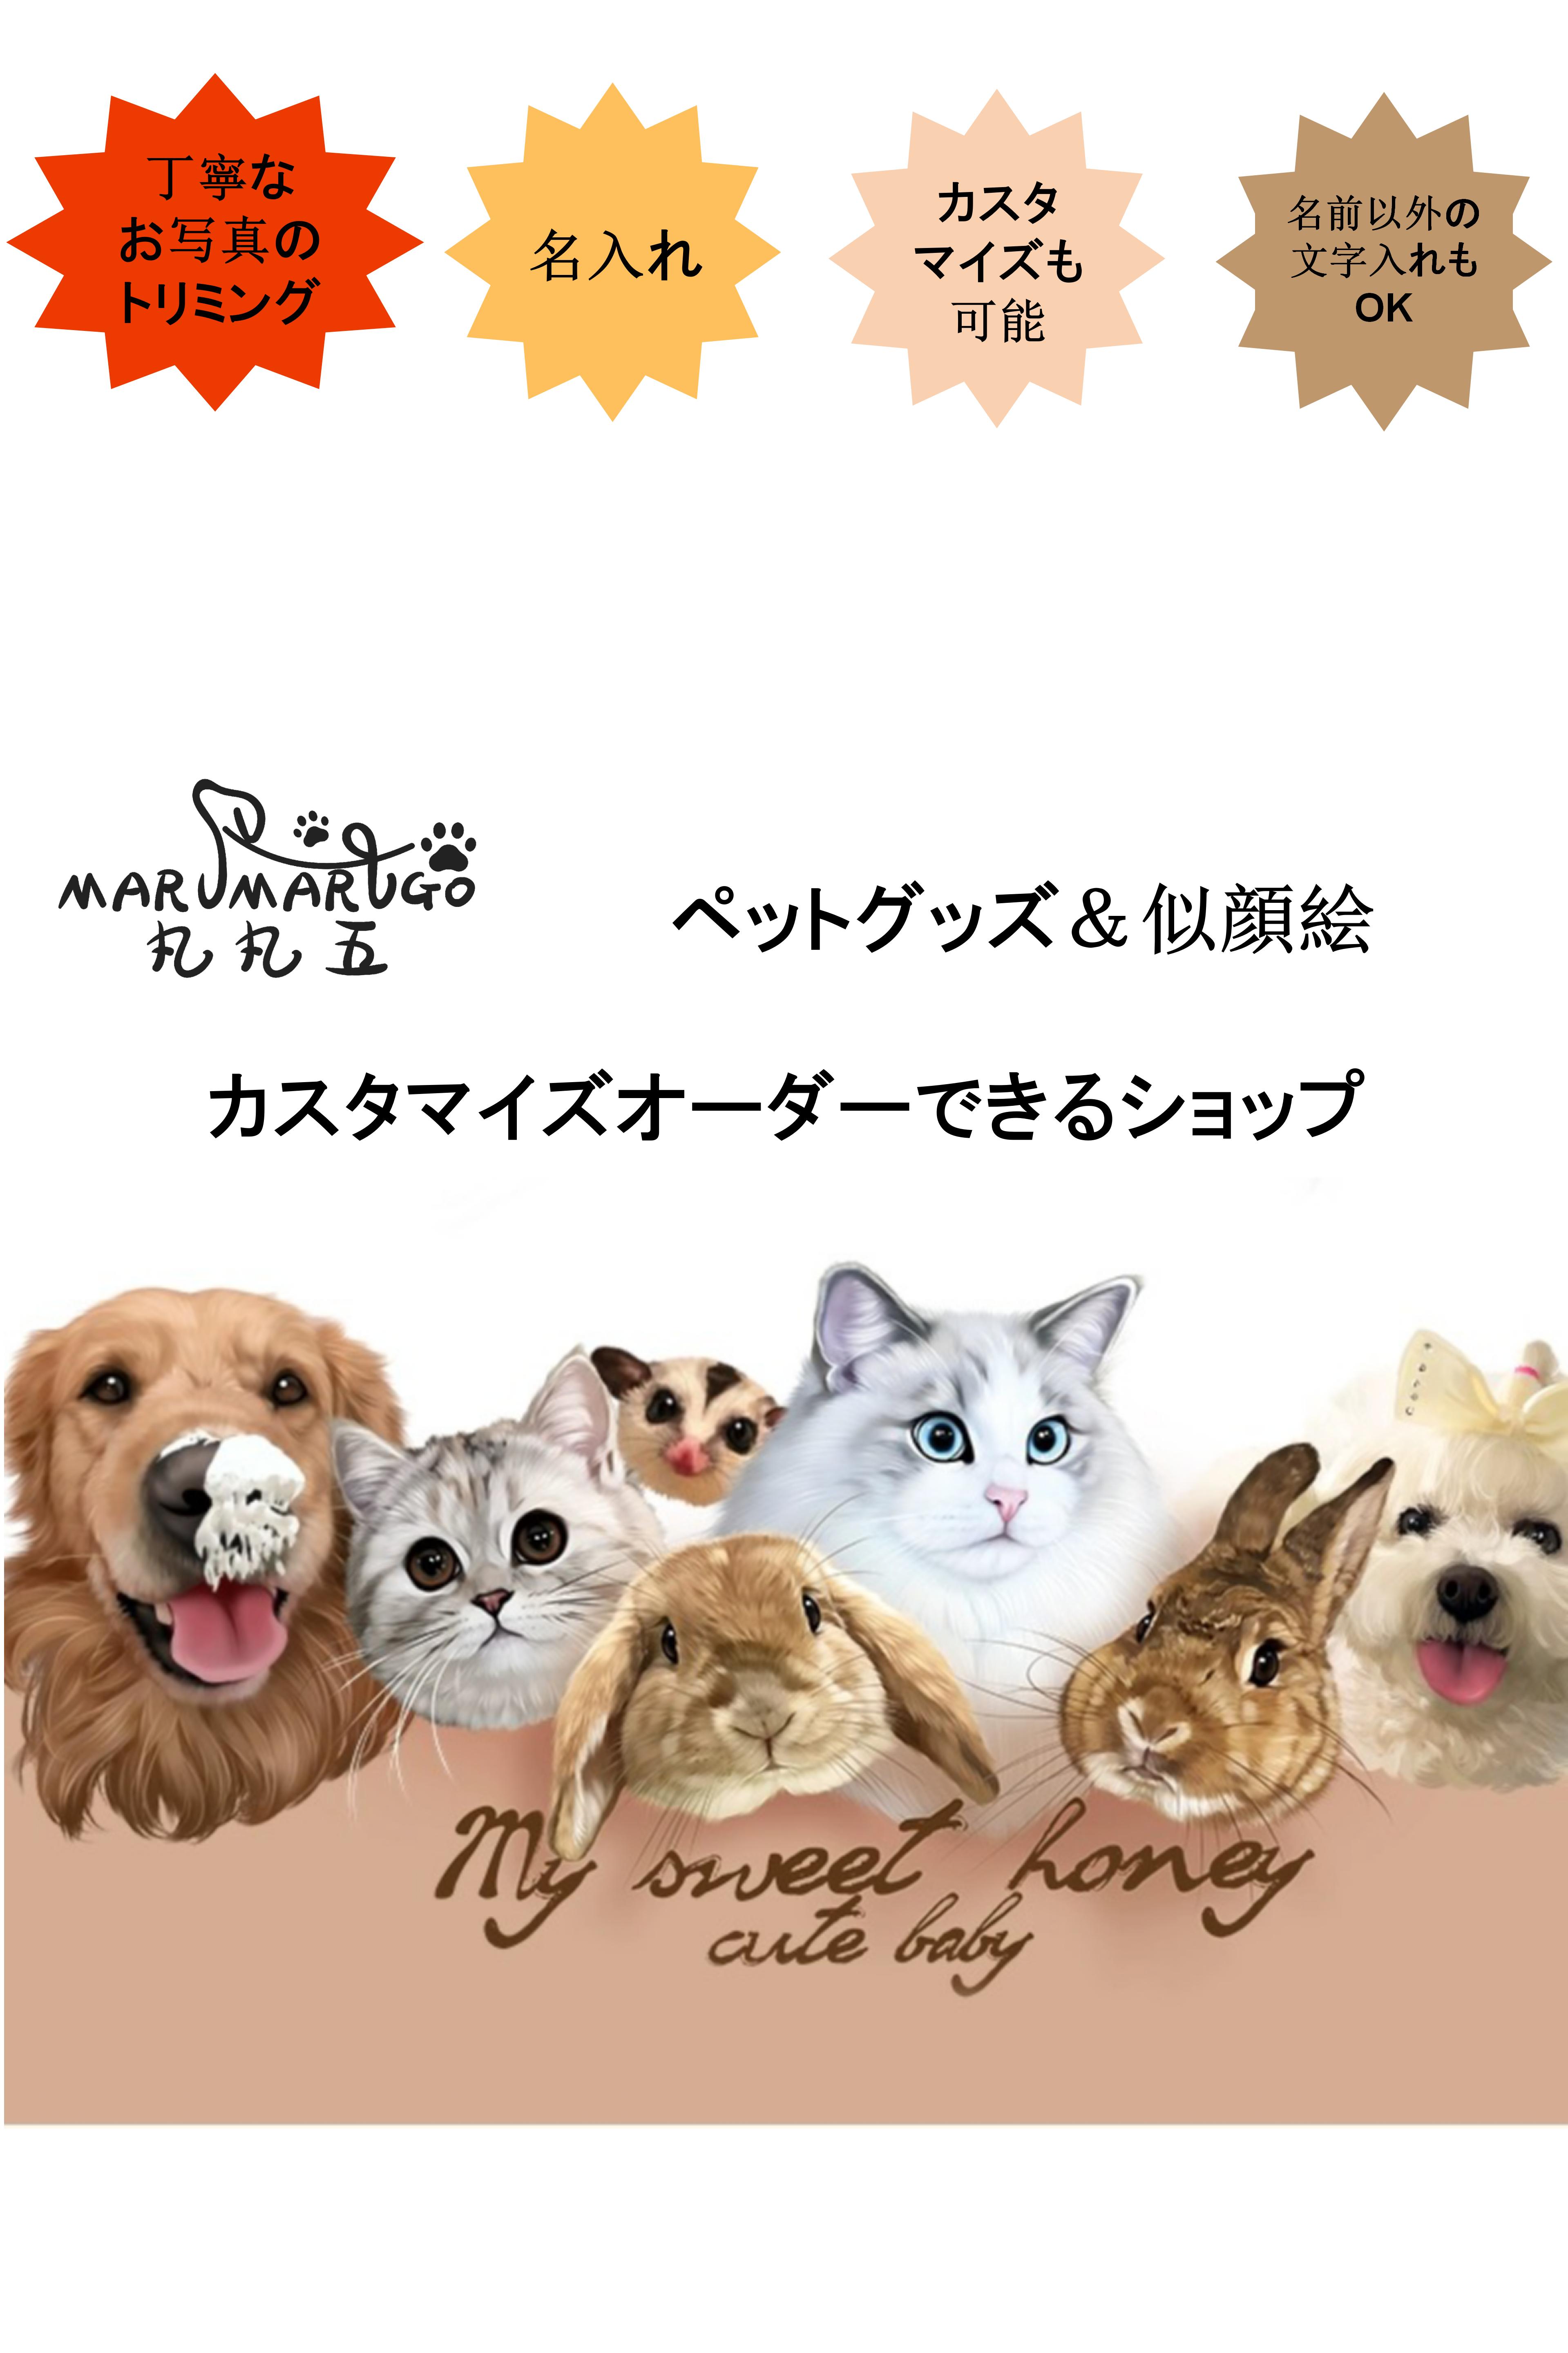 丁寧な
お写真の
トリミング
名入れ
カスタ
マイズも
可能
名前以外の
文字入れも
OK
MARUMARUGO
丸丸五
ペットグッズ&似顔絵
カスタマイズオーダーできるショップ
My sweet honey
cute baby